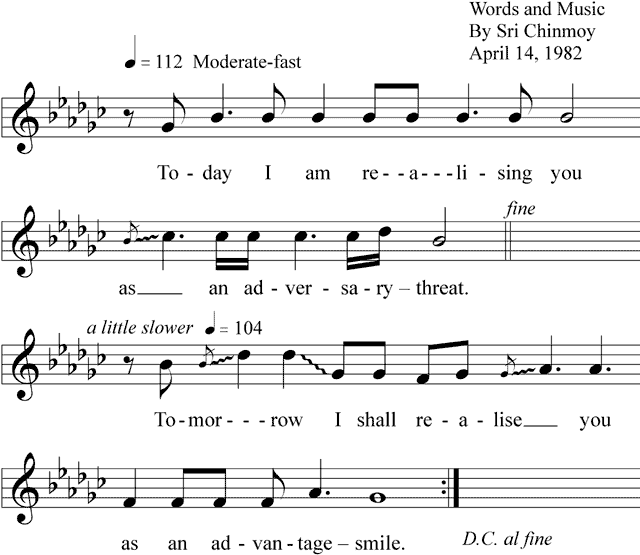 Words and Music
By Sri Chinmoy
April 14, 1982
= 112 Moderate-fast
To - day I am re - - a - - - li - sing you
fine
as____ an ad - ver - sa - ry – threat.
a little slower = 104
To - mor - - - row I shall re - a - lise___ you
as an ad - van - tage – smile.
D.C. al fine